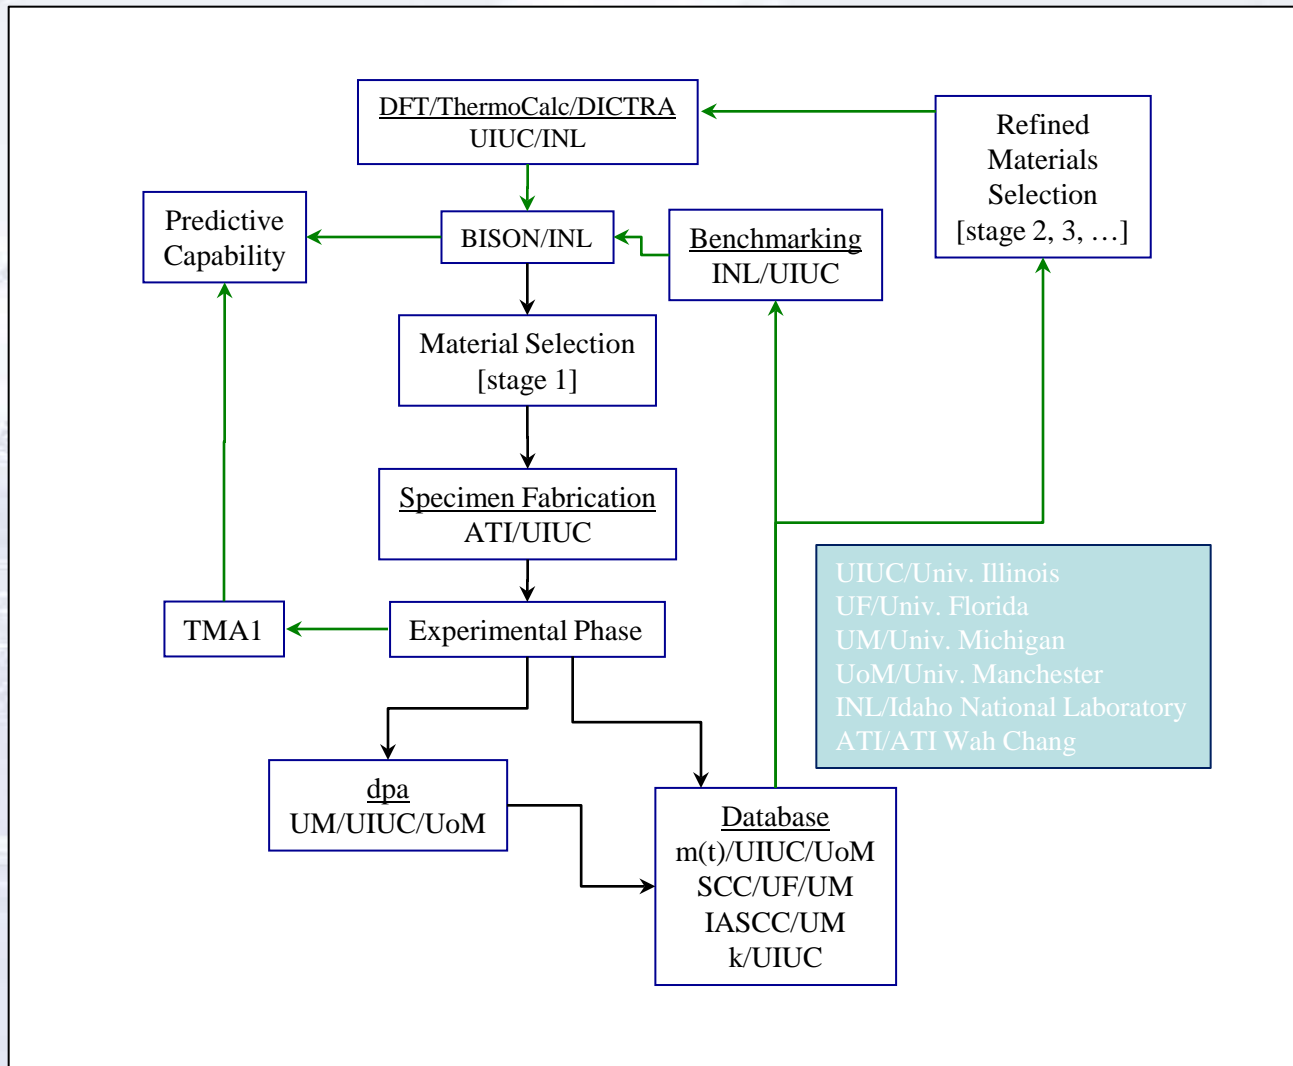 DFT/ThermoCalc/DICTRA
UIUC/INL
Refined
Materials
Selection
[stage 2, 3, …]
Predictive
Capability
BISON/INL
Benchmarking
INL/UIUC
Material Selection
[stage 1]
Specimen Fabrication
ATI/UIUC
TMA1
Experimental Phase
UIUC/Univ. Illinois
UF/Univ. Florida
UM/Univ. Michigan
UoM/Univ. Manchester
INL/Idaho National Laboratory
ATI/ATI Wah Chang
dpa
UM/UIUC/UoM
Database
m(t)/UIUC/UoM
SCC/UF/UM
IASCC/UM
k/UIUC